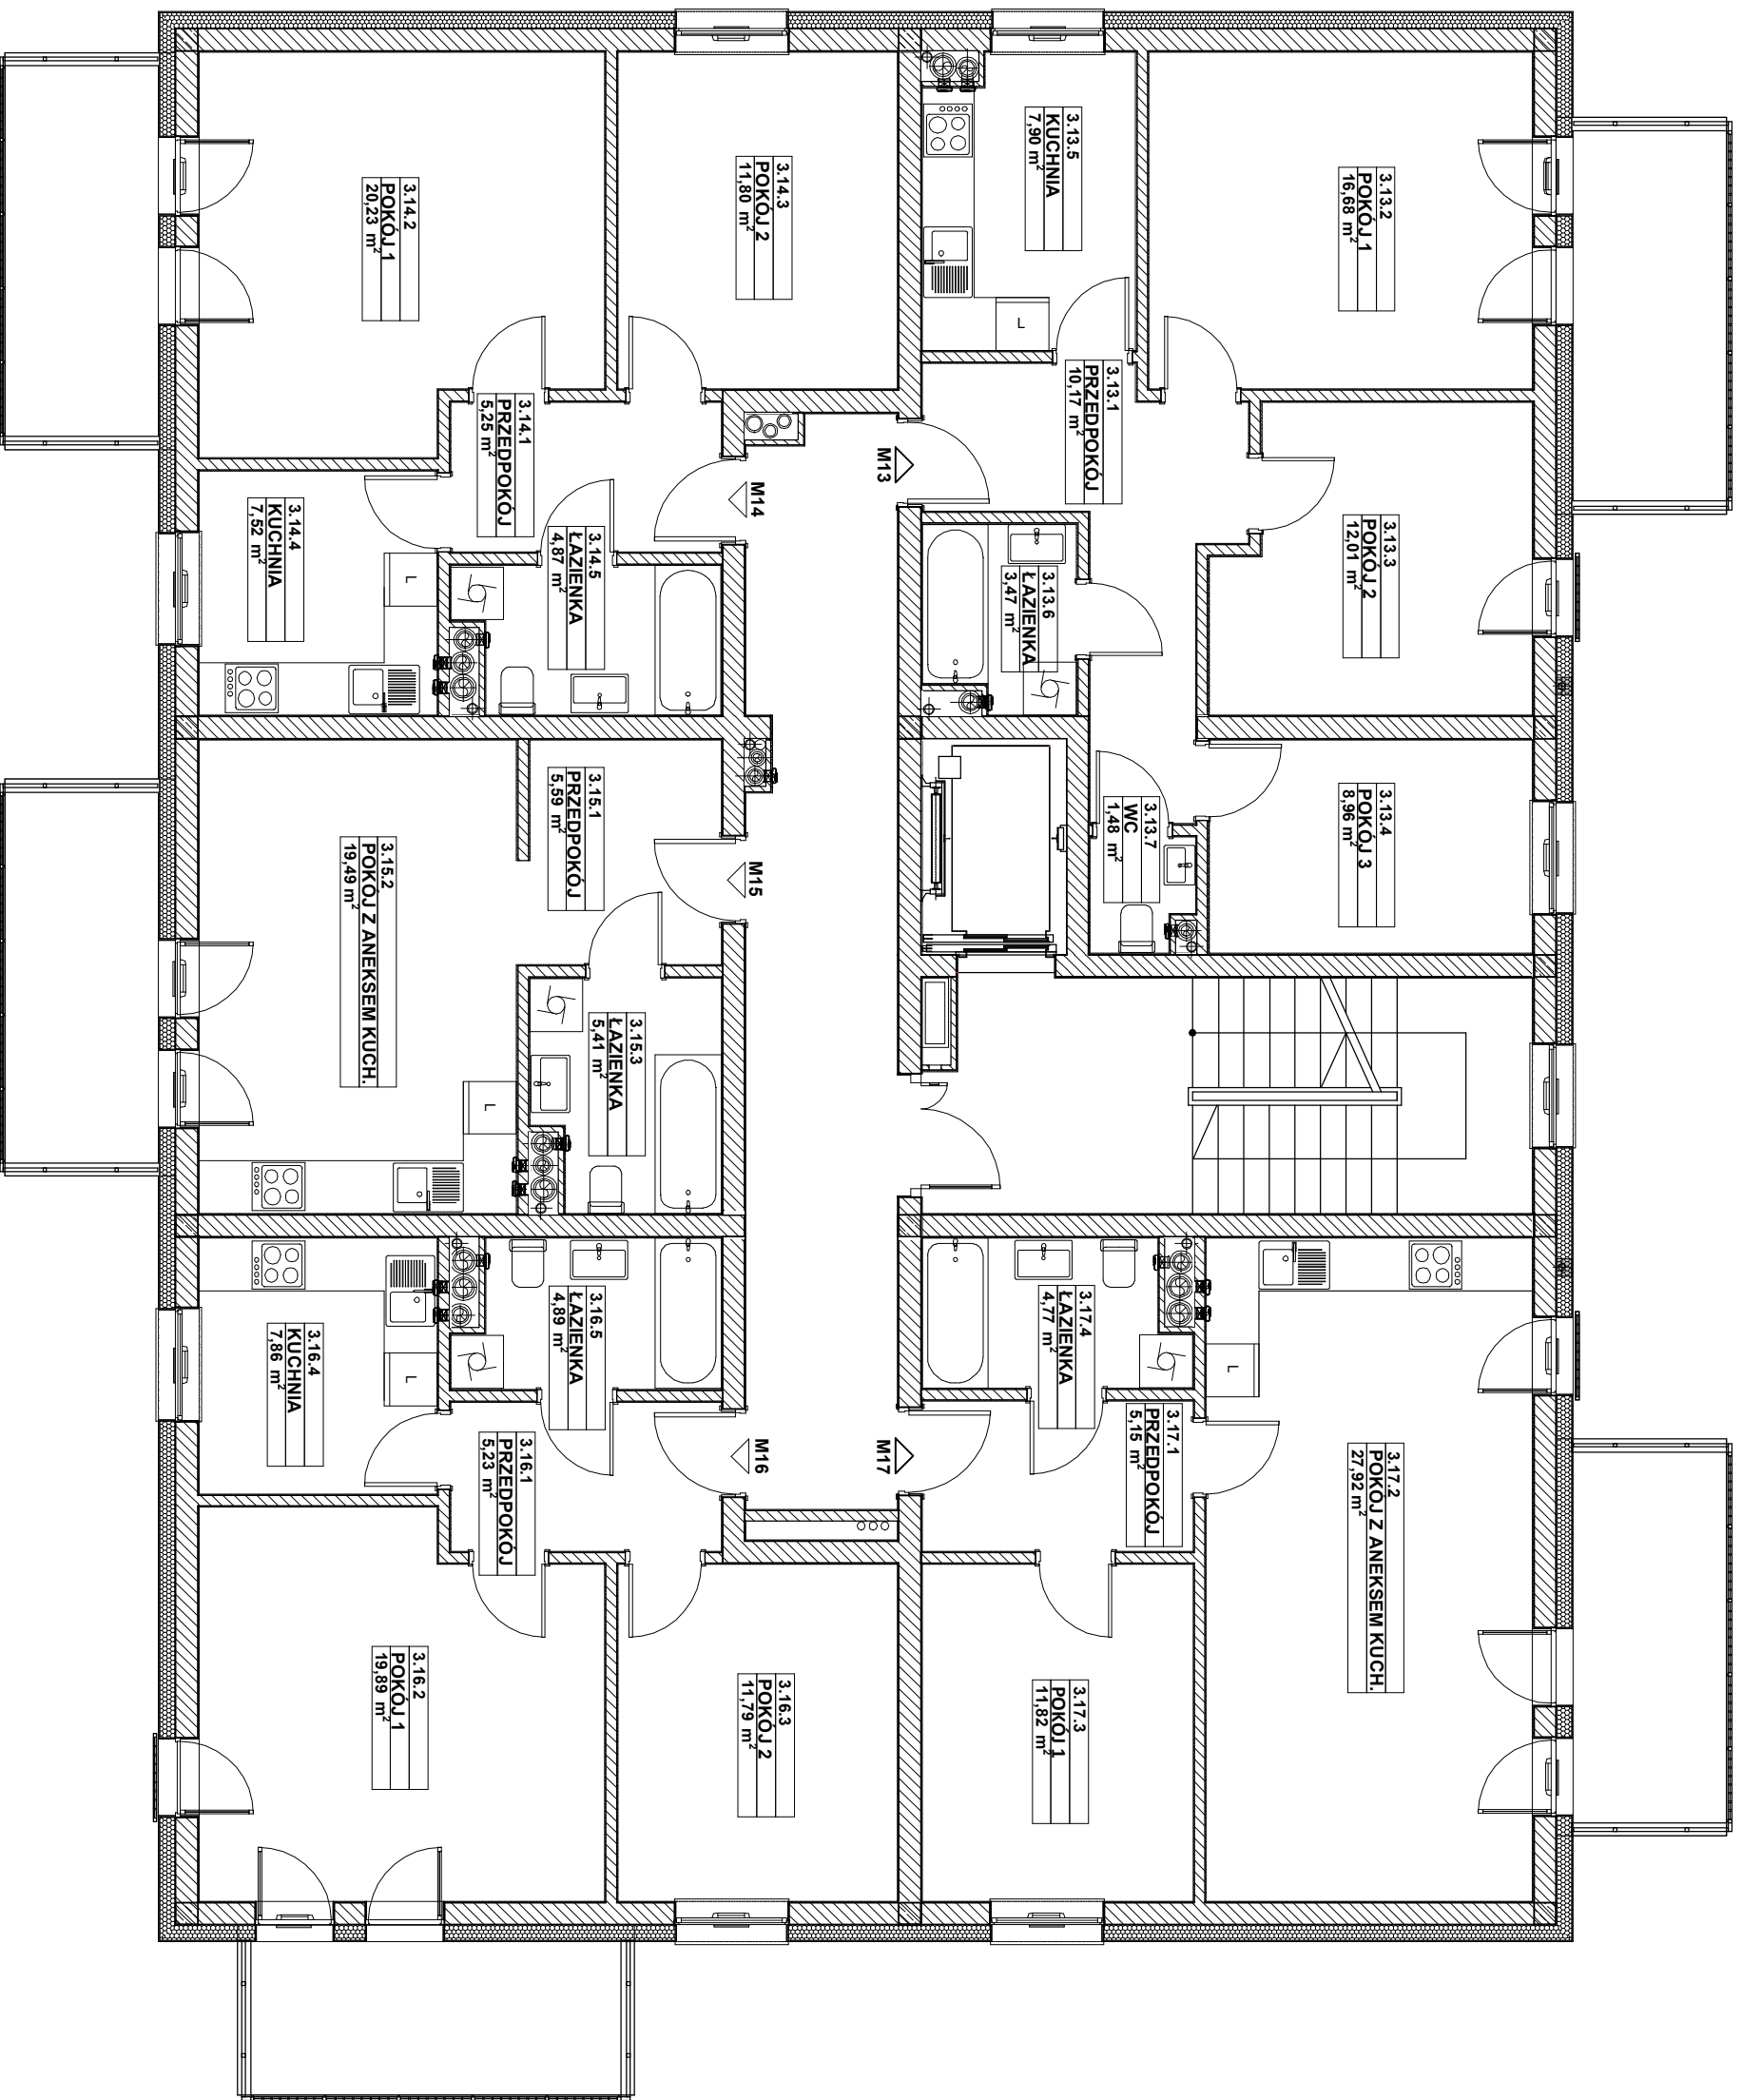 3.13.2
POKÓJ 1
16,68 m²
3.13.3
POKÓJ 2
12,01 m²
3.13.4
POKÓJ 3
8,96 m²
3.17.2
POKÓJ Z ANEKSEM KUCH.
27,92 m²
3.13.5
KUCHNIA
7,90 m²
L
3.13.1
PRZEDPOKÓJ
10,17 m²
3.13.6
ŁAZIENKA
3,47 m²
3.13.7
WC
1,48 m²
3.17.4
ŁAZIENKA
4,77 m²
L
3.17.1
PRZEDPOKÓJ
5,15 m²
3.17.3
POKÓJ 1
11,82 m²
M13
M17
M14
M15
M16
3.14.3
POKÓJ 2
11,80 m²
3.14.2
POKÓJ 1
20,23 m²
3.14.1
PRZEDPOKÓJ
5,25 m²
3.14.5
ŁAZIENKA
4,87 m²
3.14.4
KUCHNIA
7,52 m²
L
3.15.1
PRZEDPOKÓJ
5,59 m²
3.15.3
ŁAZIENKA
5,41 m²
3.15.2
POKÓJ Z ANEKSEM KUCH.
19,49 m²
L
3.16.5
ŁAZIENKA
4,89 m²
3.16.4
KUCHNIA
7,86 m²
L
3.16.1
PRZEDPOKÓJ
5,23 m²
3.16.3
POKÓJ 2
11,79 m²
3.16.2
POKÓJ 1
19,89 m²